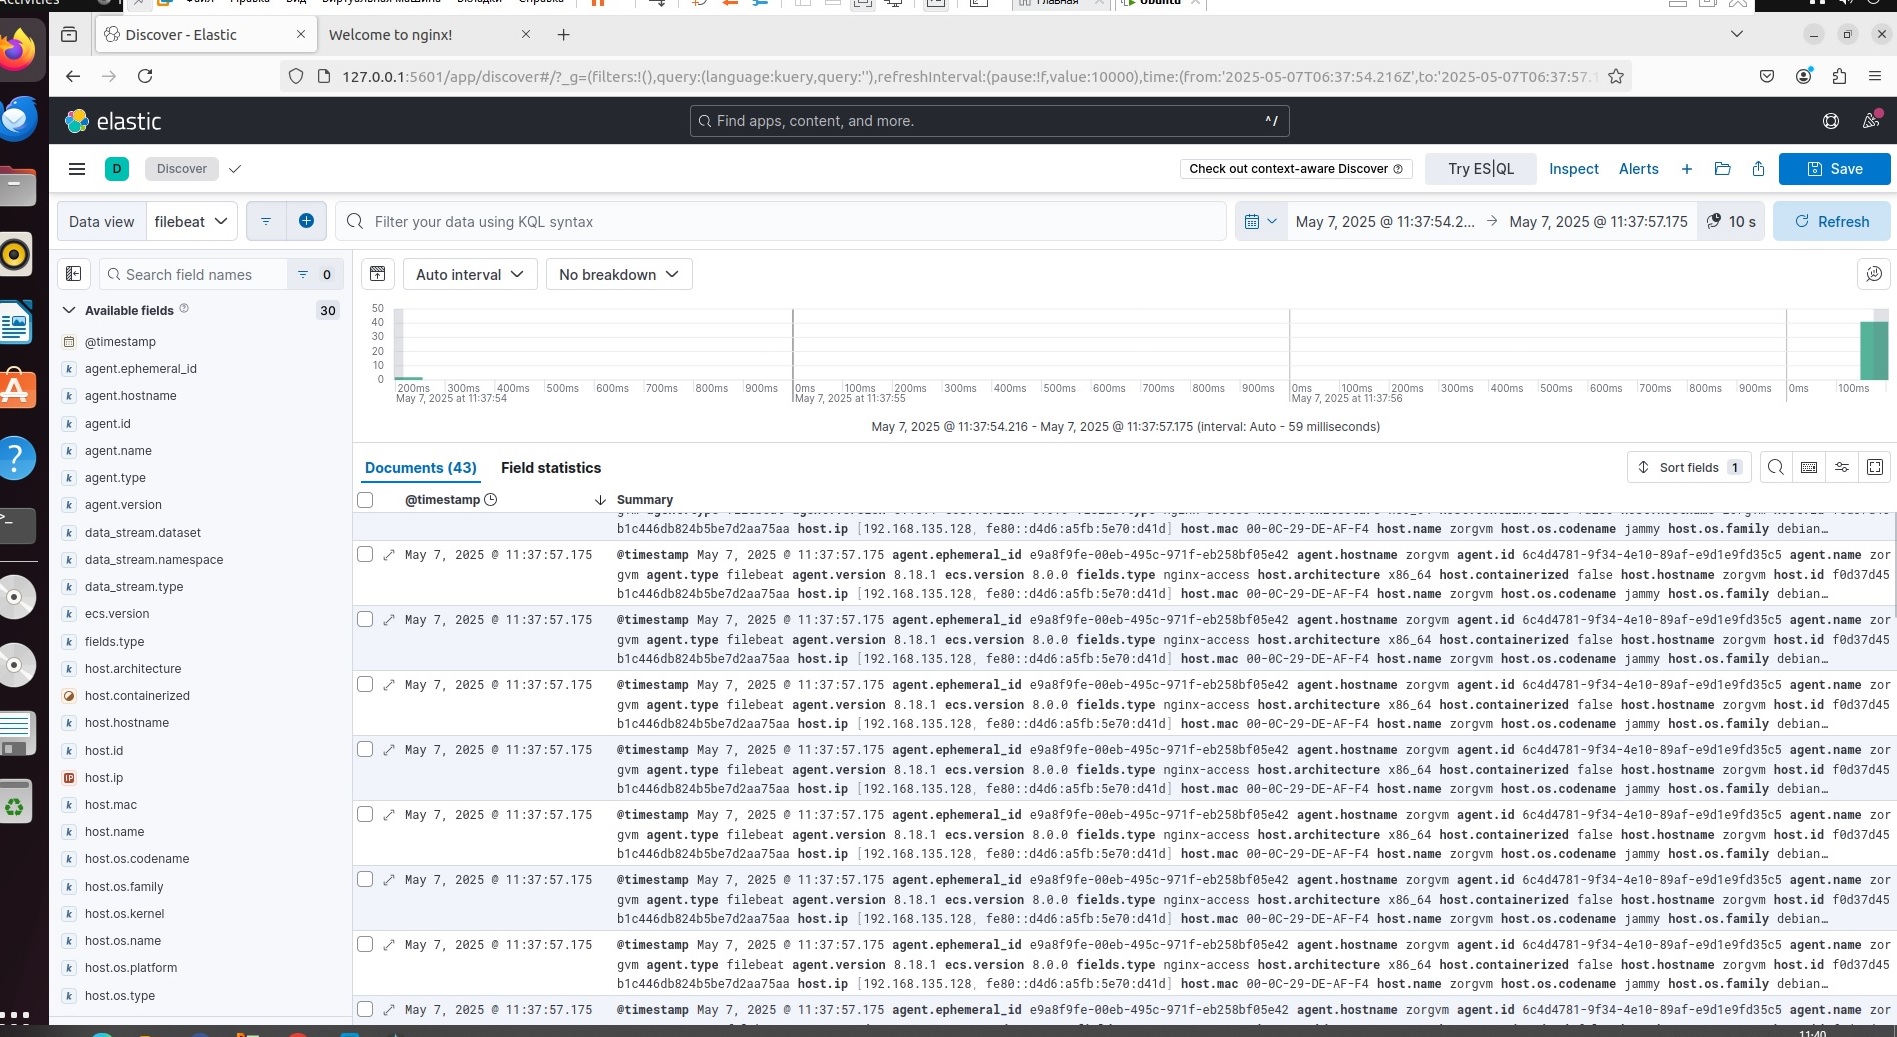 Discover - Elastic
Welcome to nginx!
127.0.0.1:5601/app/discover#/?_g=(filters:!(),query:(language:kuery,query:''),refreshInterval:(pause:!f,value:10000),time:(from:'2025-05-07T06:37:54.216Z',to:'2025-05-07T06:37:57.1
elastic
Find apps, content, and more.
^/
D
Discover
Check out context-aware Discover
Try ES|QL
Inspect
Alerts
Save
Data view
filebeat
Filter your data using KQL syntax
May 7, 2025 @ 11:37:54.2...
May 7, 2025 @ 11:37:57.175
10 s
Refresh
Search field names
0
Auto interval
No breakdown
Available fields
30
@timestamp
agent.ephemeral_id
agent.hostname
agent.id
agent.name
agent.type
agent.version
data_stream.dataset
data_stream.namespace
data_stream.type
ecs.version
fields.type
host.architecture
host.containerized
host.hostname
host.id
host.ip
host.mac
host.name
host.os.codename
host.os.family
host.os.kernel
host.os.name
host.os.platform
host.os.type
50
40
30
20
10
0
200ms 300ms 400ms 500ms 600ms 700ms 800ms 900ms 0ms 100ms 200ms 300ms 400ms 500ms 600ms 700ms 800ms 900ms 0ms 100ms 200ms 300ms 400ms 500ms 600ms 700ms 800ms 900ms 0ms 100ms
May 7, 2025 at 11:37:54 May 7, 2025 at 11:37:55 May 7, 2025 at 11:37:56
May 7, 2025 @ 11:37:54.216 - May 7, 2025 @ 11:37:57.175 (interval: Auto - 59 milliseconds)
Documents (43)
Field statistics
Sort fields 1
@timestamp
Summary
b1c446db824b5be7d2aa75aa host.ip [192.168.135.128, fe80::d4d6:a5fb:5e70:d41d] host.mac 00-0C-29-DE-AF-F4 host.name zorgvm host.os.codename jammy host.os.family debian…
May 7, 2025 @ 11:37:57.175
@timestamp May 7, 2025 @ 11:37:57.175 agent.ephemeral_id e9a8f9fe-00eb-495c-971f-eb258bf05e42 agent.hostname zorgvm agent.id 6c4d4781-9f34-4e10-89af-e9d1e9fd35c5 agent.name zor
gvm agent.type filebeat agent.version 8.18.1 ecs.version 8.0.0 fields.type nginx-access host.architecture x86_64 host.containerized false host.hostname zorgvm host.id f0d37d45
b1c446db824b5be7d2aa75aa host.ip [192.168.135.128, fe80::d4d6:a5fb:5e70:d41d] host.mac 00-0C-29-DE-AF-F4 host.name zorgvm host.os.codename jammy host.os.family debian…
May 7, 2025 @ 11:37:57.175
@timestamp May 7, 2025 @ 11:37:57.175 agent.ephemeral_id e9a8f9fe-00eb-495c-971f-eb258bf05e42 agent.hostname zorgvm agent.id 6c4d4781-9f34-4e10-89af-e9d1e9fd35c5 agent.name zor
gvm agent.type filebeat agent.version 8.18.1 ecs.version 8.0.0 fields.type nginx-access host.architecture x86_64 host.containerized false host.hostname zorgvm host.id f0d37d45
b1c446db824b5be7d2aa75aa host.ip [192.168.135.128, fe80::d4d6:a5fb:5e70:d41d] host.mac 00-0C-29-DE-AF-F4 host.name zorgvm host.os.codename jammy host.os.family debian…
May 7, 2025 @ 11:37:57.175
@timestamp May 7, 2025 @ 11:37:57.175 agent.ephemeral_id e9a8f9fe-00eb-495c-971f-eb258bf05e42 agent.hostname zorgvm agent.id 6c4d4781-9f34-4e10-89af-e9d1e9fd35c5 agent.name zor
gvm agent.type filebeat agent.version 8.18.1 ecs.version 8.0.0 fields.type nginx-access host.architecture x86_64 host.containerized false host.hostname zorgvm host.id f0d37d45
b1c446db824b5be7d2aa75aa host.ip [192.168.135.128, fe80::d4d6:a5fb:5e70:d41d] host.mac 00-0C-29-DE-AF-F4 host.name zorgvm host.os.codename jammy host.os.family debian…
May 7, 2025 @ 11:37:57.175
@timestamp May 7, 2025 @ 11:37:57.175 agent.ephemeral_id e9a8f9fe-00eb-495c-971f-eb258bf05e42 agent.hostname zorgvm agent.id 6c4d4781-9f34-4e10-89af-e9d1e9fd35c5 agent.name zor
gvm agent.type filebeat agent.version 8.18.1 ecs.version 8.0.0 fields.type nginx-access host.architecture x86_64 host.containerized false host.hostname zorgvm host.id f0d37d45
b1c446db824b5be7d2aa75aa host.ip [192.168.135.128, fe80::d4d6:a5fb:5e70:d41d] host.mac 00-0C-29-DE-AF-F4 host.name zorgvm host.os.codename jammy host.os.family debian…
May 7, 2025 @ 11:37:57.175
@timestamp May 7, 2025 @ 11:37:57.175 agent.ephemeral_id e9a8f9fe-00eb-495c-971f-eb258bf05e42 agent.hostname zorgvm agent.id 6c4d4781-9f34-4e10-89af-e9d1e9fd35c5 agent.name zor
gvm agent.type filebeat agent.version 8.18.1 ecs.version 8.0.0 fields.type nginx-access host.architecture x86_64 host.containerized false host.hostname zorgvm host.id f0d37d45
b1c446db824b5be7d2aa75aa host.ip [192.168.135.128, fe80::d4d6:a5fb:5e70:d41d] host.mac 00-0C-29-DE-AF-F4 host.name zorgvm host.os.codename jammy host.os.family debian…
May 7, 2025 @ 11:37:57.175
@timestamp May 7, 2025 @ 11:37:57.175 agent.ephemeral_id e9a8f9fe-00eb-495c-971f-eb258bf05e42 agent.hostname zorgvm agent.id 6c4d4781-9f34-4e10-89af-e9d1e9fd35c5 agent.name zor
gvm agent.type filebeat agent.version 8.18.1 ecs.version 8.0.0 fields.type nginx-access host.architecture x86_64 host.containerized false host.hostname zorgvm host.id f0d37d45
b1c446db824b5be7d2aa75aa host.ip [192.168.135.128, fe80::d4d6:a5fb:5e70:d41d] host.mac 00-0C-29-DE-AF-F4 host.name zorgvm host.os.codename jammy host.os.family debian…
May 7, 2025 @ 11:37:57.175
@timestamp May 7, 2025 @ 11:37:57.175 agent.ephemeral_id e9a8f9fe-00eb-495c-971f-eb258bf05e42 agent.hostname zorgvm agent.id 6c4d4781-9f34-4e10-89af-e9d1e9fd35c5 agent.name zor
gvm agent.type filebeat agent.version 8.18.1 ecs.version 8.0.0 fields.type nginx-access host.architecture x86_64 host.containerized false host.hostname zorgvm host.id f0d37d45
b1c446db824b5be7d2aa75aa host.ip [192.168.135.128, fe80::d4d6:a5fb:5e70:d41d] host.mac 00-0C-29-DE-AF-F4 host.name zorgvm host.os.codename jammy host.os.family debian…
May 7, 2025 @ 11:37:57.175
@timestamp May 7, 2025 @ 11:37:57.175 agent.ephemeral_id e9a8f9fe-00eb-495c-971f-eb258bf05e42 agent.hostname zorgvm agent.id 6c4d4781-9f34-4e10-89af-e9d1e9fd35c5 agent.name zor